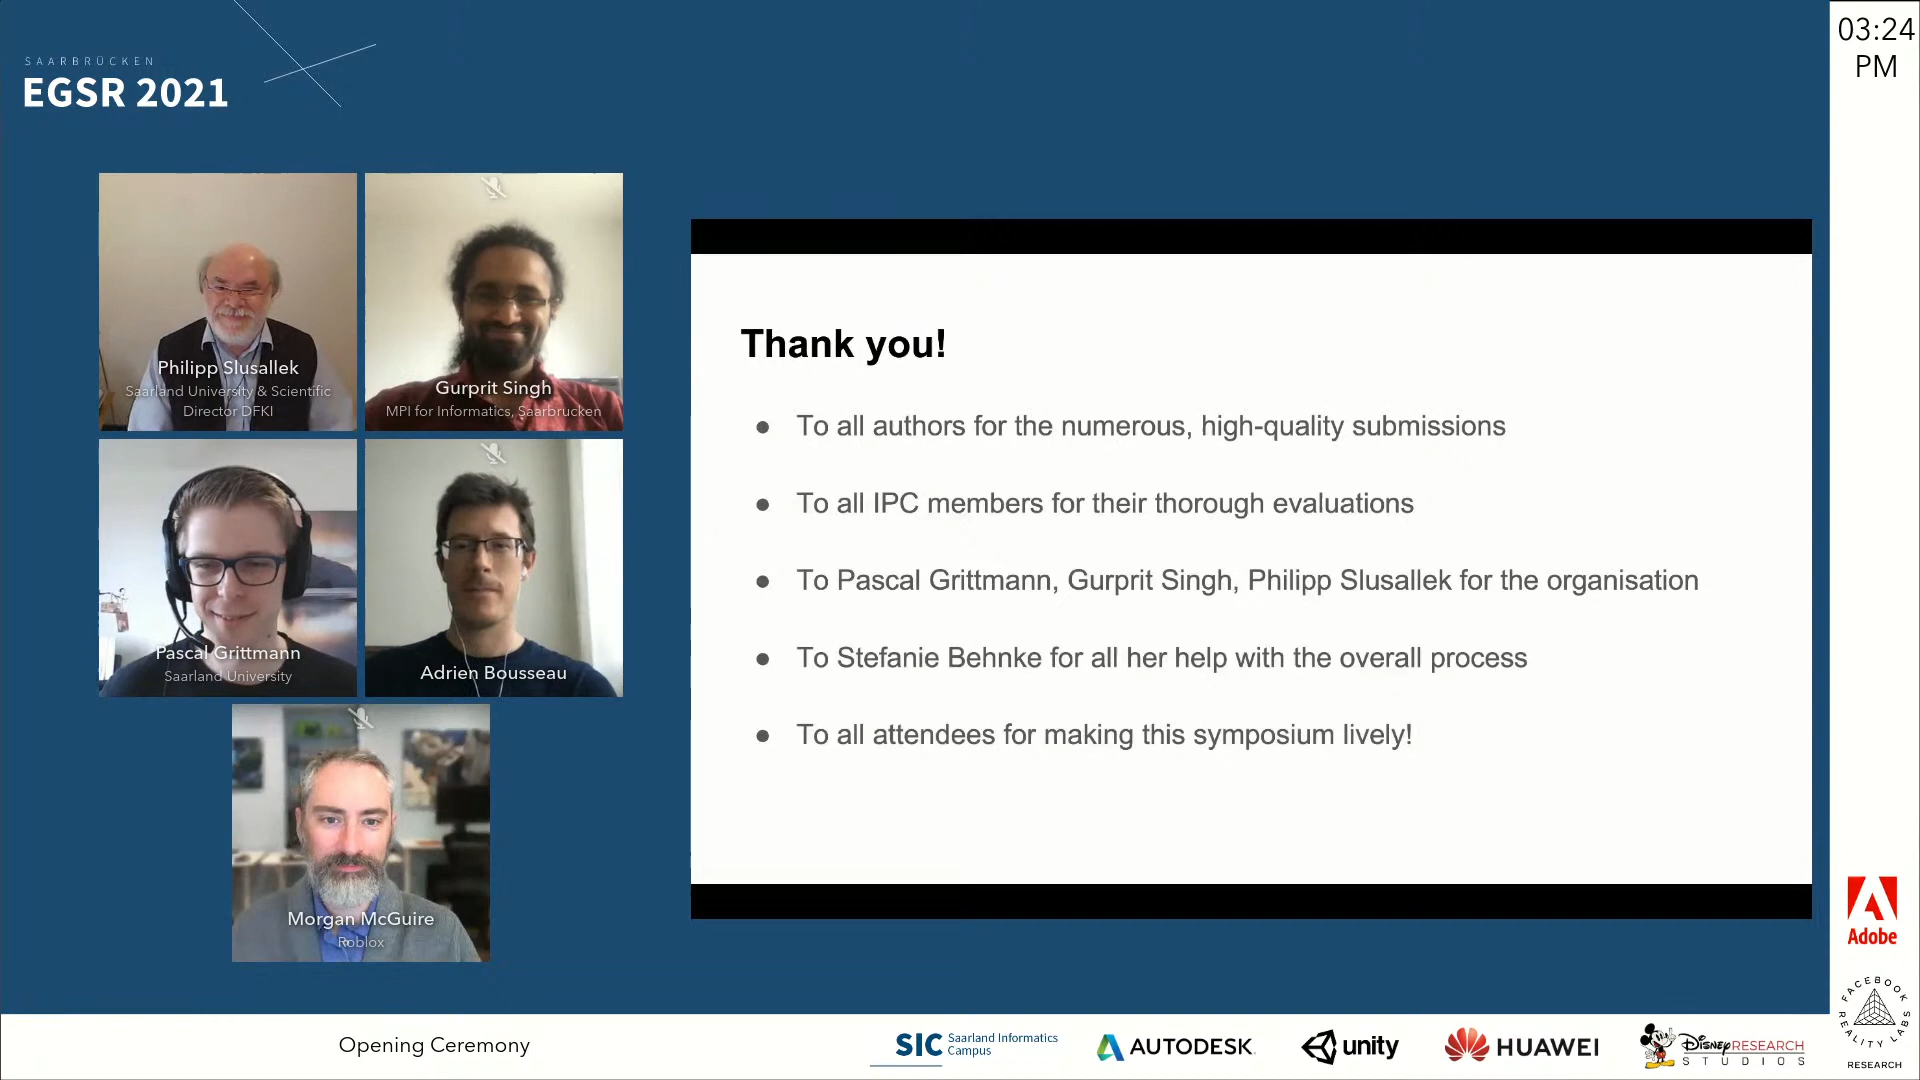 SAARBRÜCKEN
EGSR 2021
03:24
PM
Philipp Slusallek
Saarland University & Scientific
Director DFKI
Gurprit Singh
MPI for Informatics, Saarbrucken
Pascal Grittmann
Saarland University
Adrien Bousseau
Morgan McGuire
Roblox
Thank you!
● To all authors for the numerous, high-quality submissions
● To all IPC members for their thorough evaluations
● To Pascal Grittmann, Gurprit Singh, Philipp Slusallek for the organisation
● To Stefanie Behnke for all her help with the overall process
● To all attendees for making this symposium lively!
Adobe
FACEBOOK REALITY LABS
RESEARCH
Opening Ceremony
SIC Saarland Informatics
Campus
AUTODESK
unity
HUAWEI
Disney RESEARCH
STUDIOS